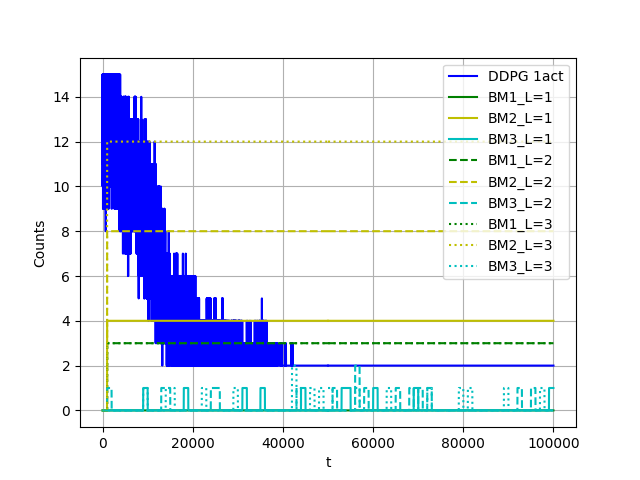 DDPG 1act
BM1_L=1
BM2_L=1
BM3_L=1
BM1_L=2
BM2_L=2
BM3_L=2
BM1_L=3
BM2_L=3
BM3_L=3
Counts
14
12
10
8
6
4
2
0
0 20000 40000 60000 80000 100000
t